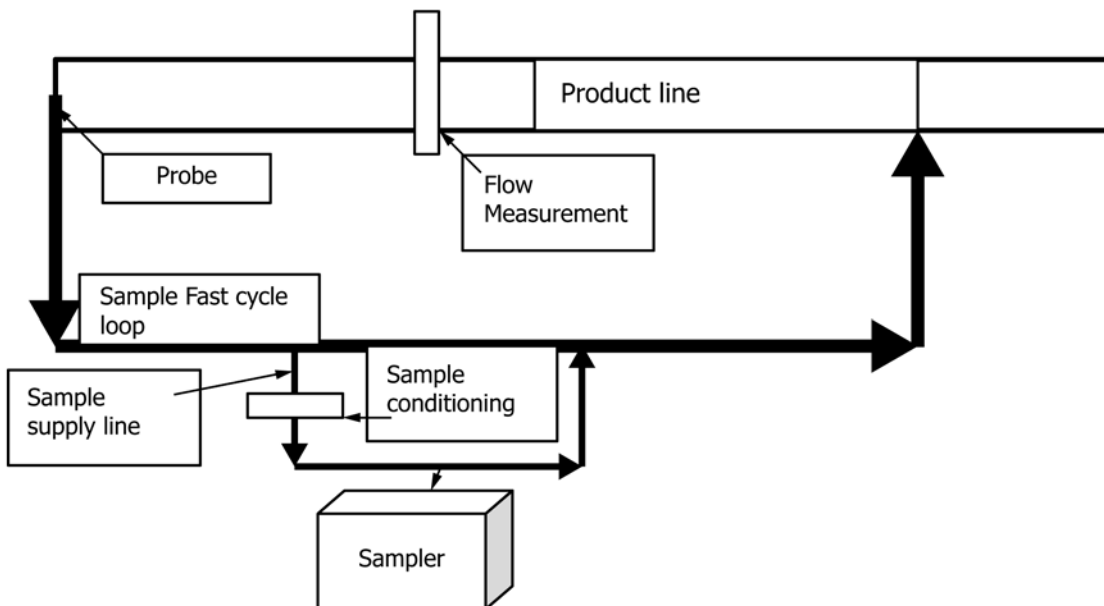 Product line
Probe
Flow
Measurement
Sample Fast cycle
loop
Sample
supply line
Sample
conditioning
Sampler